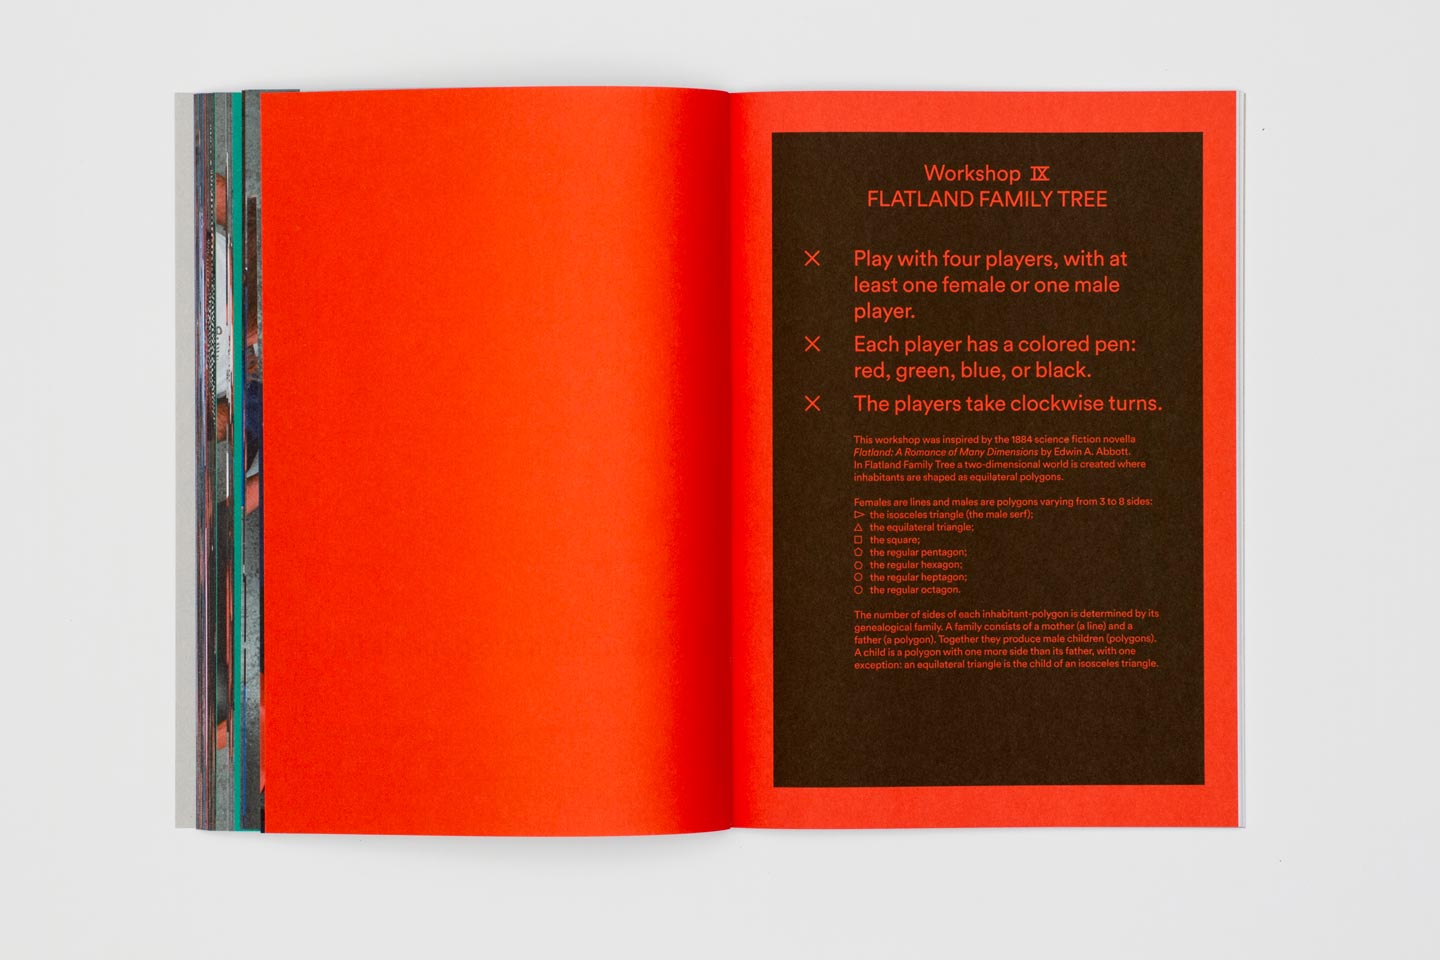 Workshop IX
FLATLAND FAMILY TREE
Play with four players, with at
least one female or one male
player.
Each player has a colored pen:
red, green, blue, or black.
The players take clockwise turns.
This workshop was inspired by the 1884 science fiction novella
Flatland: A Romance of Many Dimensions by Edwin A. Abbott.
In Flatland Family Tree a two-dimensional world is created where
inhabitants are shaped as equilateral polygons.
Females are lines and males are polygons varying from 3 to 8 sides:
the isosceles triangle (the male serf);
the equilateral triangle;
the square;
the regular pentagon;
the regular hexagon;
the regular heptagon;
the regular octagon.
The number of sides of each inhabitant-polygon is determined by its
genealogical family. A family consists of a mother (a line) and a
father (a polygon). Together they produce male children (polygons).
A child is a polygon with one more side than its father, with one
exception: an equilateral triangle is the child of an isosceles triangle.